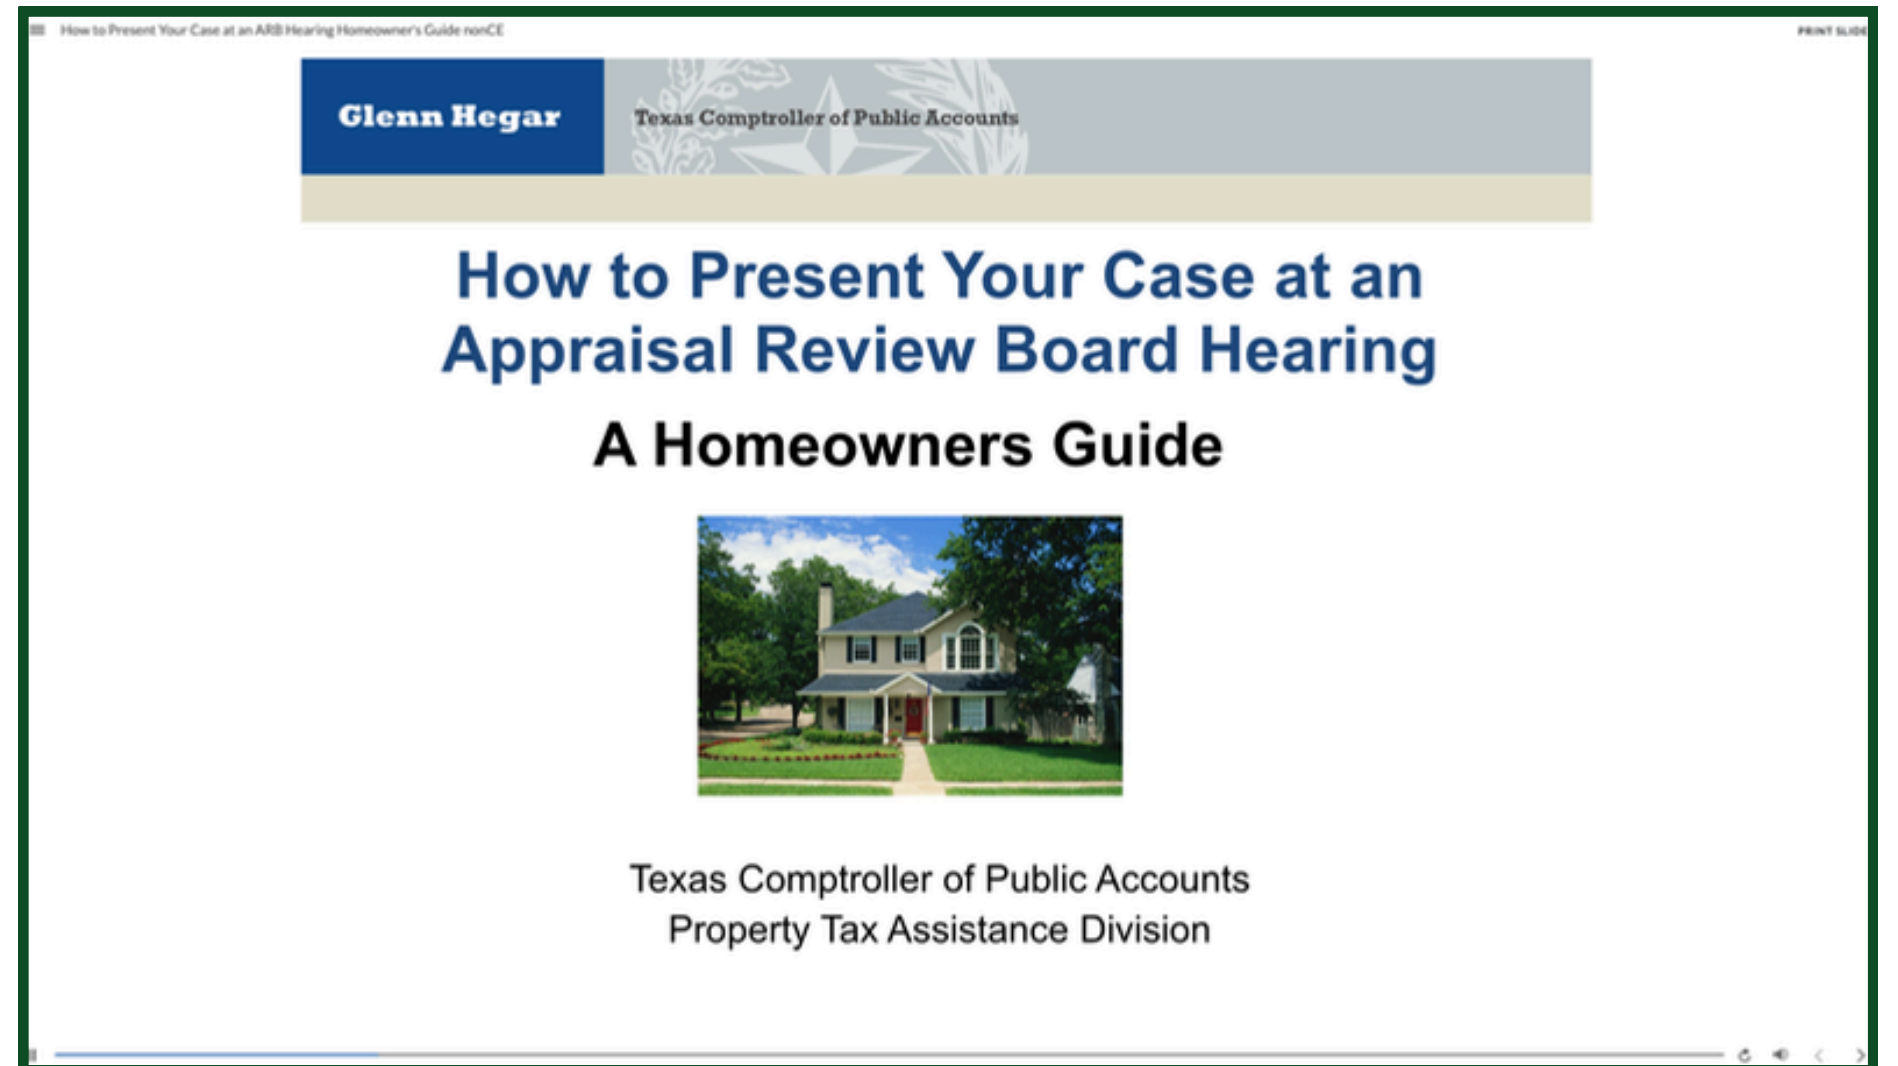 How to Present Your Case at an ARB Hearing Homeowner's Guide nonCE
PRINT SLIDE
Glenn Hegar
Texas Comptroller of Public Accounts
How to Present Your Case at an
Appraisal Review Board Hearing
A Homeowners Guide
Texas Comptroller of Public Accounts
Property Tax Assistance Division